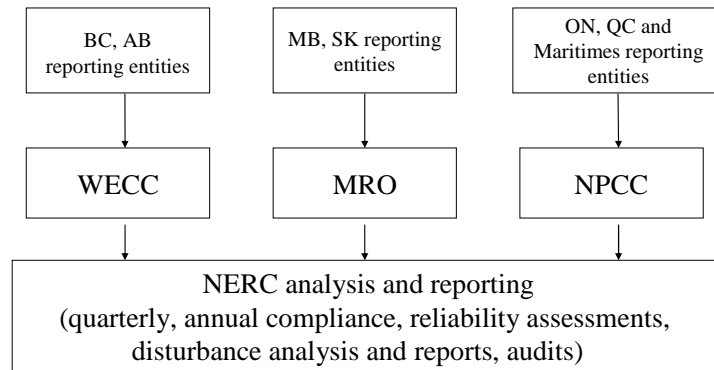 BC, AB
reporting entities
MB, SK reporting
entities
ON, QC and
Maritimes reporting
entities
WECC
MRO
NPCC
NERC analysis and reporting
(quarterly, annual compliance, reliability assessments,
disturbance analysis and reports, audits)